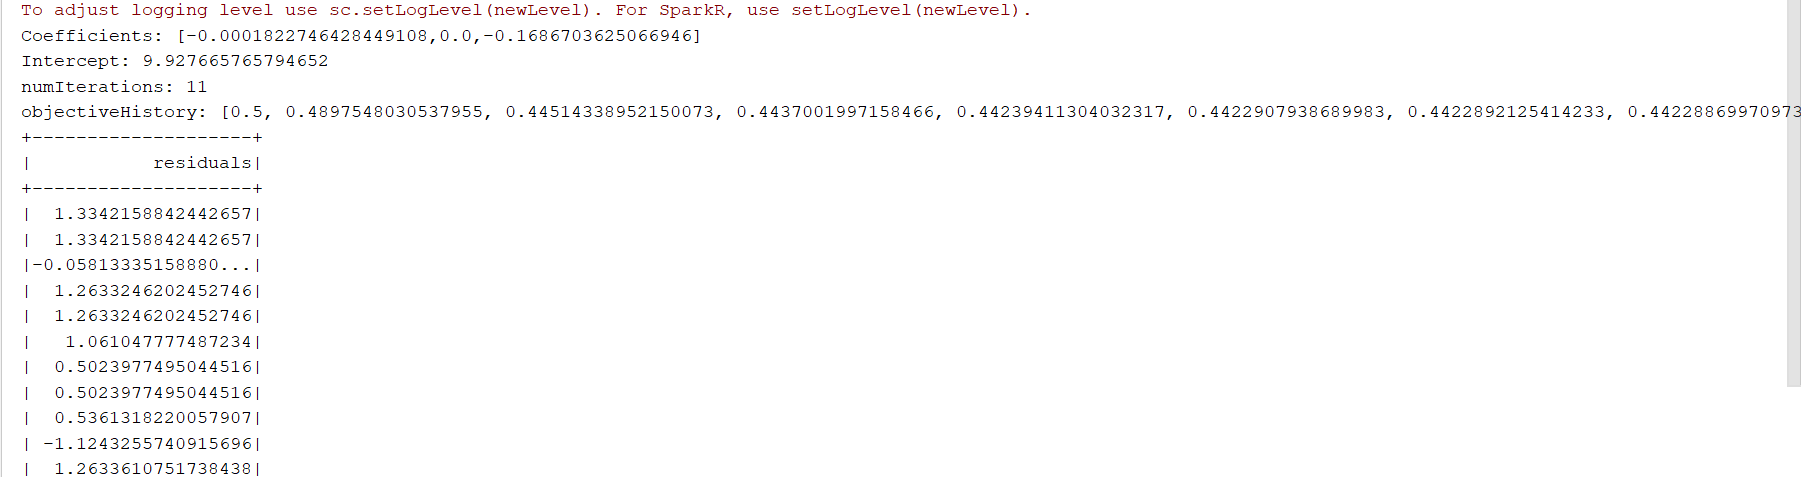 To adjust logging level use sc.setLogLevel(newLevel). For SparkR, use setLogLevel(newLevel).
Coefficients: [-0.0001822746428449108,0.0,-0.1686703625066946]
Intercept: 9.927665765794652
numIterations: 11
objectiveHistory: [0.5, 0.4897548030537955, 0.44514338952150073, 0.4437001997158466, 0.44239411304032317, 0.4422907938689983, 0.4422892125414233, 0.44228869970973
+--------------------+
|           residuals|
+--------------------+
|  1.3342158842442657|
|  1.3342158842442657|
|-0.05813335158880...|
|  1.2633246202452746|
|  1.2633246202452746|
|   1.061047777487234|
|  0.5023977495044516|
|  0.5023977495044516|
|  0.5361318220057907|
| -1.1243255740915696|
|  1.2633610751738438|